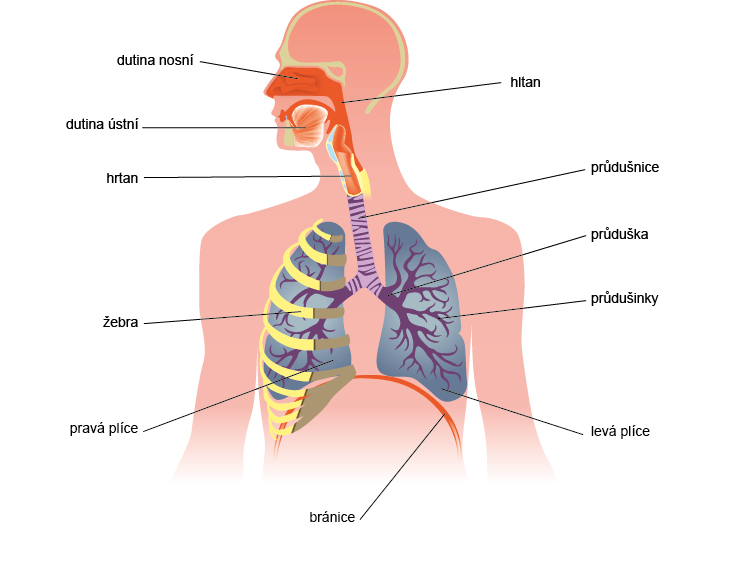 dutina nosní
hltan
dutina ústní
hrtan
průdušnice
průduška
průdušinky
žebra
pravá plíce
levá plíce
bránice